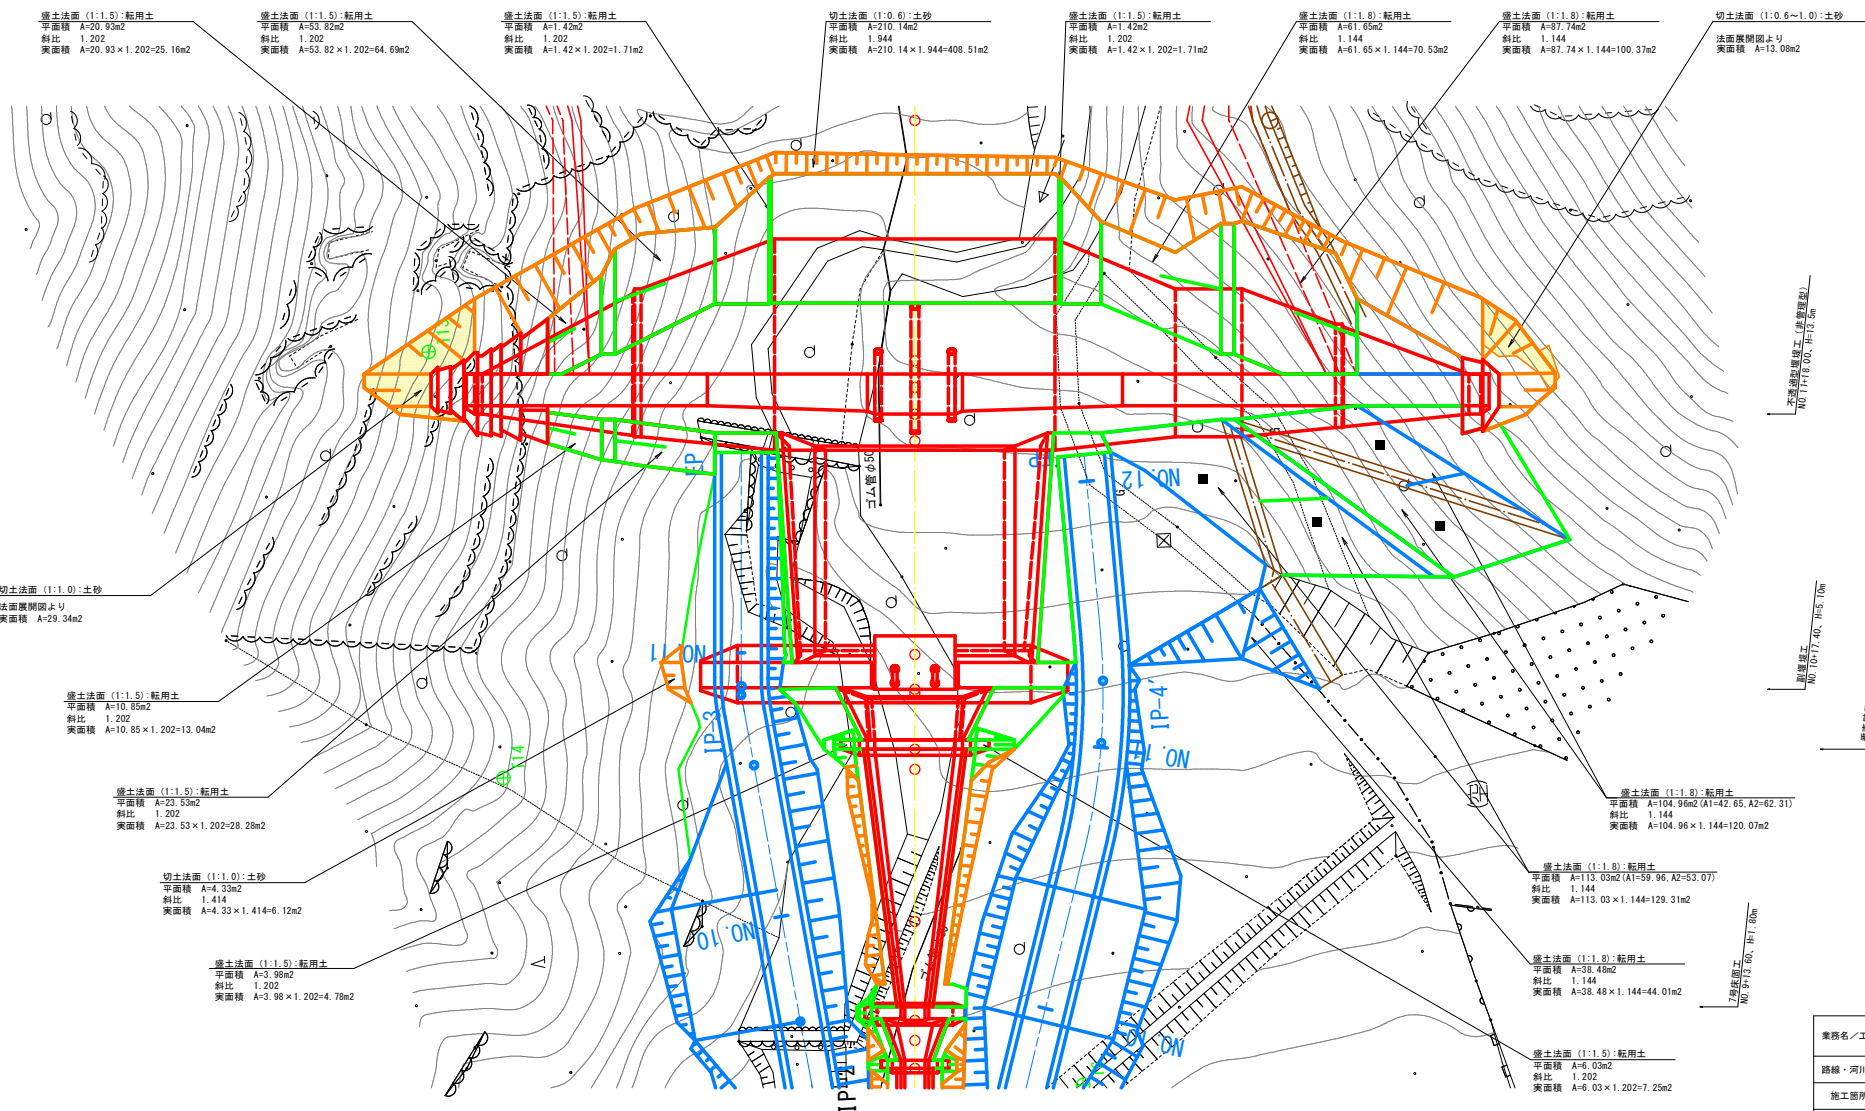 盛土法面 (1:1.5):転用土
平面積 A=20.93m2
斜比 1.202
実面積 A=20.93×1.202=25.16m2
盛土法面 (1:1.5):転用土
平面積 A=53.82m2
斜比 1.202
実面積 A=53.82×1.202=64.69m2
盛土法面 (1:1.5):転用土
平面積 A=1.42m2
斜比 1.202
実面積 A=1.42×1.202=1.71m2
切土法面 (1:0.6):土砂
平面積 A=210.14m2
斜比 1.944
実面積 A=210.14×1.944=408.51m2
盛土法面 (1:1.5):転用土
平面積 A=1.42m2
斜比 1.202
実面積 A=1.42×1.202=1.71m2
盛土法面 (1:1.8):転用土
平面積 A=61.65m2
斜比 1.144
実面積 A=61.65×1.144=70.53m2
盛土法面 (1:1.8):転用土
平面積 A=87.74m2
斜比 1.144
実面積 A=87.74×1.144=100.37m2
切土法面 (1:0.6~1.0):土砂
法面展開図より
実面積 A=13.08m2
不透過型堰堤工 (非管理型)
NO.11+18.00、H=13.5m
EP
NO.12
ゴム管φ50
切土法面 (1:1.0):土砂
法面展開図より
実面積 A=29.34m2
副堰堤工
NO.10+17.40、H=5.10m
NO.11
IP-3
IP-4'
NO.11
T14
盛土法面 (1:1.5):転用土
平面積 A=10.85m2
斜比 1.202
実面積 A=10.85×1.202=13.04m2
盛土法面 (1:1.5):転用土
平面積 A=23.53m2
斜比 1.202
実面積 A=23.53×1.202=28.28m2
盛土法面 (1:1.8):転用土
平面積 A=104.96m2(A1=42.65,A2=62.31)
斜比 1.144
実面積 A=104.96×1.144=120.07m2
切土法面 (1:1.0):土砂
平面積 A=4.33m2
斜比 1.414
実面積 A=4.33×1.414=6.12m2
盛土法面 (1:1.8):転用土
平面積 A=113.03m2(A1=59.96,A2=53.07)
斜比 1.144
実面積 A=113.03×1.144=129.31m2
NO.10
7号床固工
NO.9+13.60、H=1.80m
盛土法面 (1:1.5):転用土
平面積 A=3.98m2
斜比 1.202
実面積 A=3.98×1.202=4.78m2
盛土法面 (1:1.8):転用土
平面積 A=38.48m2
斜比 1.144
実面積 A=38.48×1.144=44.01m2
NO
IP-2
盛土法面 (1:1.5):転用土
平面積 A=6.03m2
斜比 1.202
実面積 A=6.03×1.202=7.25m2
業務名/工
路線・河川
施工箇所